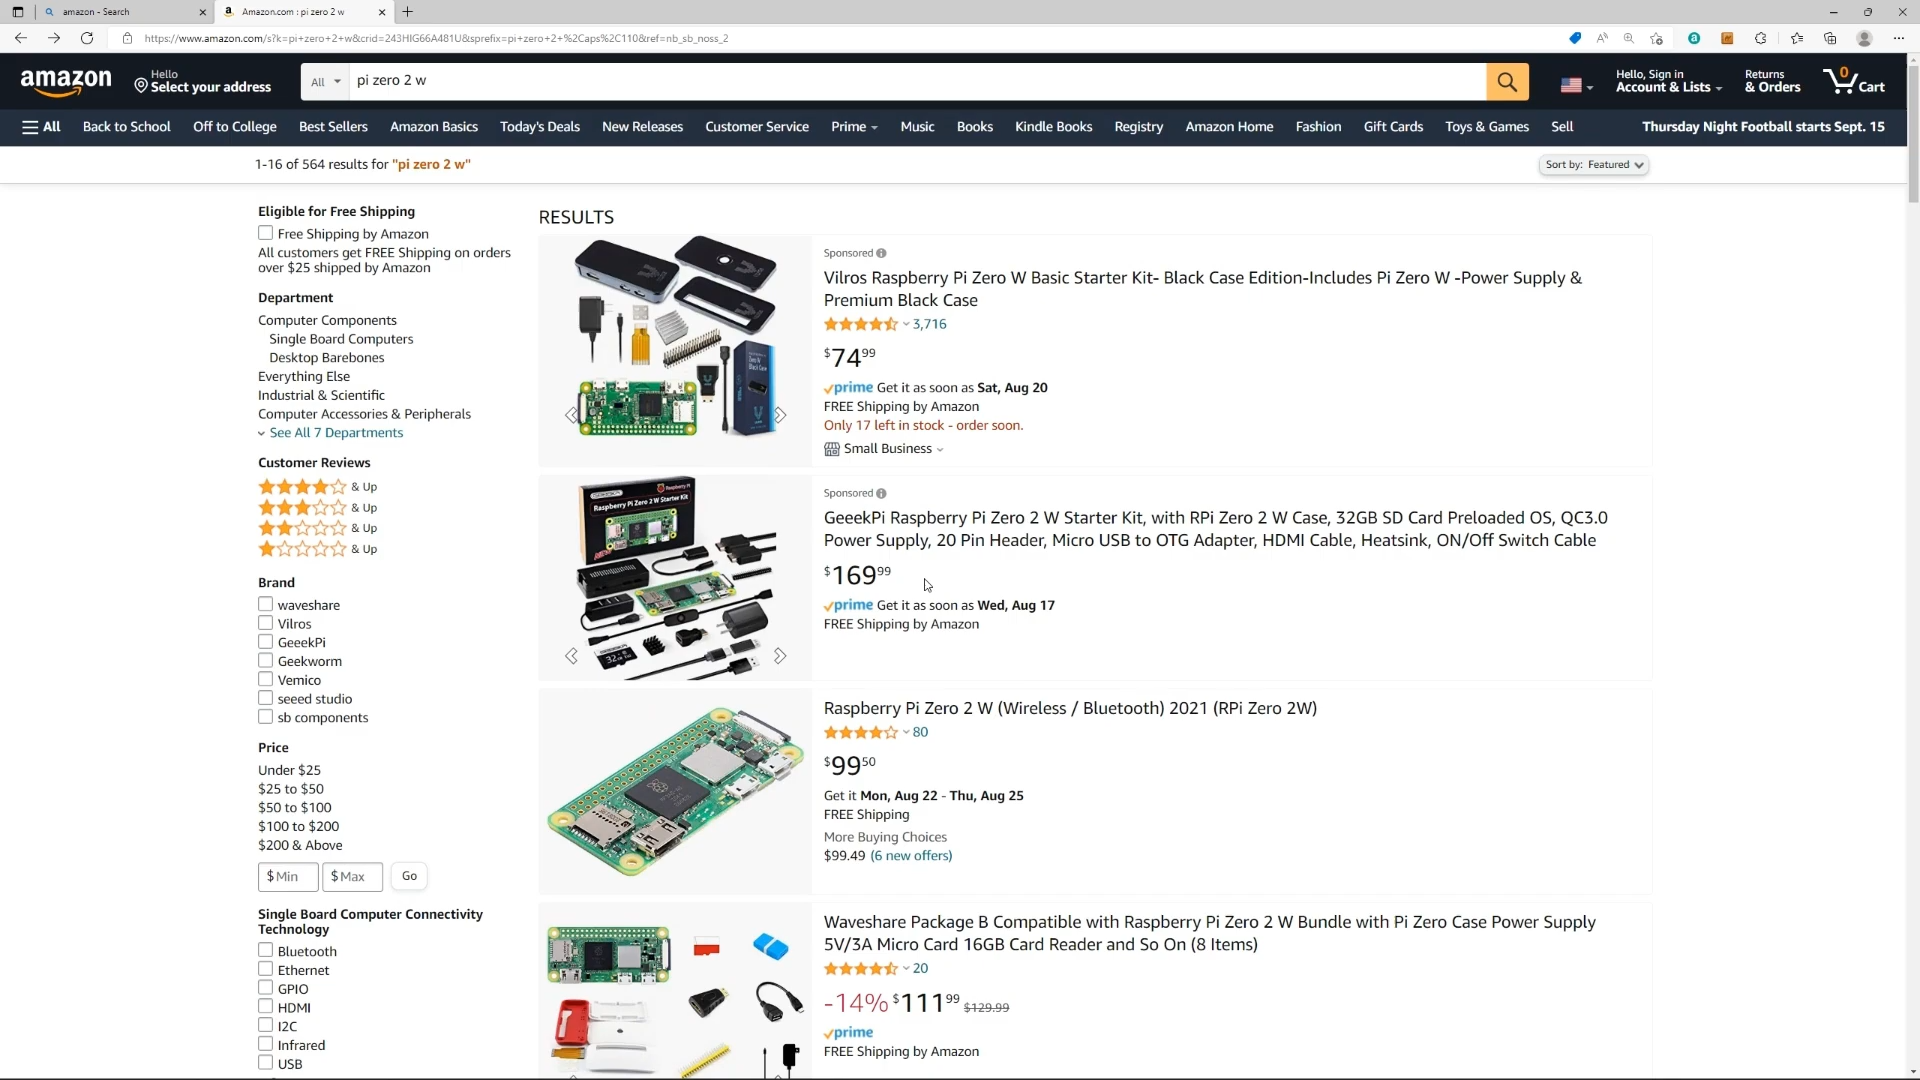 amazon - Search
Amazon.com : pi zero 2 w
https://www.amazon.com/s?k=pi+zero+2+w&crid=243HIG66A481U&sprefix=pi+zero+2+%2Caps%2C110&ref=nb_sb_noss_2
amazon
Hello
Select your address
All
pi zero 2 w
Hello, Sign in
Account & Lists
Returns
& Orders
0
Cart
All
Back to School
Off to College
Best Sellers
Amazon Basics
Today's Deals
New Releases
Customer Service
Prime
Music
Books
Kindle Books
Registry
Amazon Home
Fashion
Gift Cards
Toys & Games
Sell
Thursday Night Football starts Sept. 15
1-16 of 564 results for "pi zero 2 w"
Sort by: Featured
Eligible for Free Shipping
Free Shipping by Amazon
All customers get FREE Shipping on orders
over $25 shipped by Amazon
Department
Computer Components
Single Board Computers
Desktop Barebones
Everything Else
Industrial & Scientific
Computer Accessories & Peripherals
See All 7 Departments
Customer Reviews
& Up
& Up
& Up
& Up
Brand
waveshare
Vilros
GeeekPi
Geekworm
Vemico
seeed studio
sb components
Price
Under $25
$25 to $50
$50 to $100
$100 to $200
$200 & Above
$ Min
$ Max
Go
Single Board Computer Connectivity
Technology
Bluetooth
Ethernet
GPIO
HDMI
I2C
Infrared
USB
RESULTS
Sponsored
Vilros Raspberry Pi Zero W Basic Starter Kit- Black Case Edition-Includes Pi Zero W -Power Supply &
Premium Black Case
3,716
$74 99
prime Get it as soon as Sat, Aug 20
FREE Shipping by Amazon
Only 17 left in stock - order soon.
Small Business
Raspberry Pi
Raspberry Pi Zero 2 W Starter Kit
32
Sponsored
GeeekPi Raspberry Pi Zero 2 W Starter Kit, with RPi Zero 2 W Case, 32GB SD Card Preloaded OS, QC3.0
Power Supply, 20 Pin Header, Micro USB to OTG Adapter, HDMI Cable, Heatsink, ON/Off Switch Cable
$169 99
prime Get it as soon as Wed, Aug 17
FREE Shipping by Amazon
Raspberry Pi Zero 2 W (Wireless / Bluetooth) 2021 (RPi Zero 2W)
80
$99 50
Get it Mon, Aug 22 - Thu, Aug 25
FREE Shipping
More Buying Choices
$99.49 (6 new offers)
Waveshare Package B Compatible with Raspberry Pi Zero 2 W Bundle with Pi Zero Case Power Supply
5V/3A Micro Card 16GB Card Reader and So On (8 Items)
20
-14% $111 99 $129.99
prime
FREE Shipping by Amazon